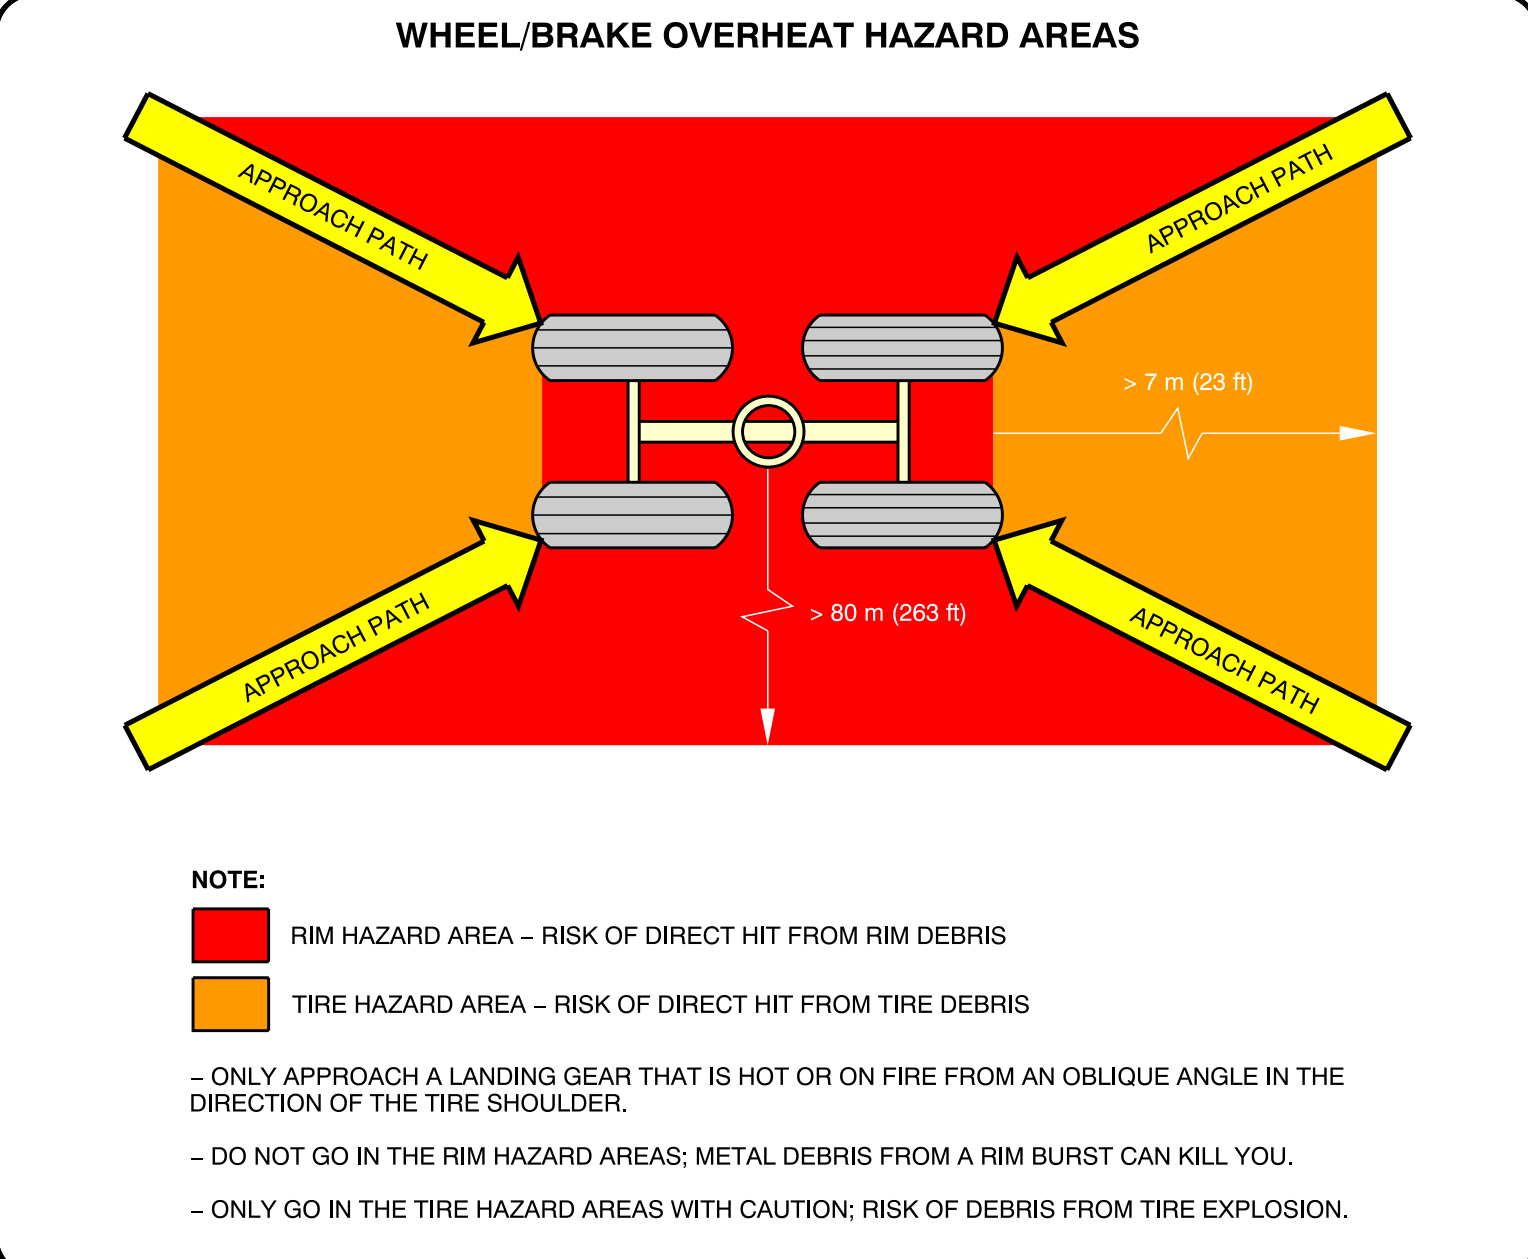 WHEEL/BRAKE OVERHEAT HAZARD AREAS
APPROACH PATH
APPROACH PATH
> 7 m (23 ft)
> 80 m (263 ft)
APPROACH PATH
APPROACH PATH
NOTE:
RIM HAZARD AREA – RISK OF DIRECT HIT FROM RIM DEBRIS
TIRE HAZARD AREA – RISK OF DIRECT HIT FROM TIRE DEBRIS
– ONLY APPROACH A LANDING GEAR THAT IS HOT OR ON FIRE FROM AN OBLIQUE ANGLE IN THE
DIRECTION OF THE TIRE SHOULDER.
– DO NOT GO IN THE RIM HAZARD AREAS; METAL DEBRIS FROM A RIM BURST CAN KILL YOU.
– ONLY GO IN THE TIRE HAZARD AREAS WITH CAUTION; RISK OF DEBRIS FROM TIRE EXPLOSION.